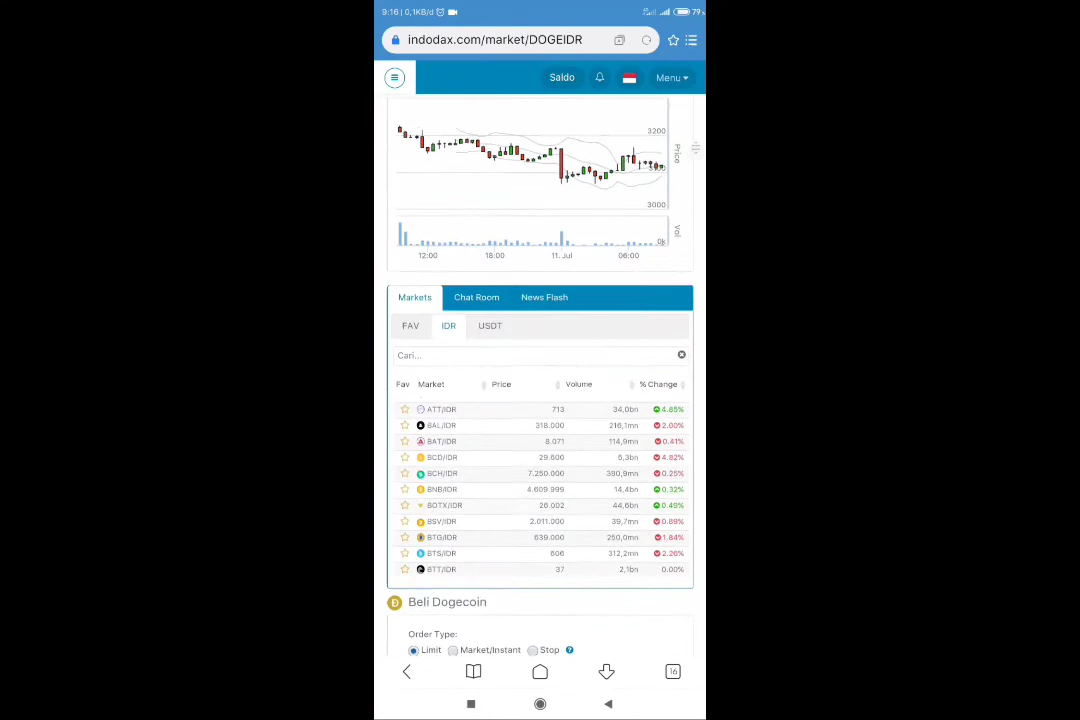 9:16 | 0,1KB/d 79
indodax.com/market/DOGEIDR
Saldo Menu
3200
3100
3000
Price
0k
Vol
12:00 18:00 11. Jul 06:00
Markets Chat Room News Flash
FAV IDR USDT
Cari...
Fav Market Price Volume % Change
ATT/IDR 713 34,0bn 4.85%
BAL/IDR 318.000 216,1mn 2.00%
BAT/IDR 8.071 114,9mn 0.41%
BCD/IDR 29.600 5,3bn 4.82%
BCH/IDR 7.250.000 390,9mn 0.25%
BNB/IDR 4.609.999 14,4bn 0.32%
BOTX/IDR 26.002 44,6bn 0.49%
BSV/IDR 2.011.000 39,7mn 0.89%
BTG/IDR 639.000 250,0mn 1.84%
BTS/IDR 606 312,2mn 2.26%
BTT/IDR 37 2,1bn 0.00%
Beli Dogecoin
Order Type:
Limit Market/Instant Stop ?
16